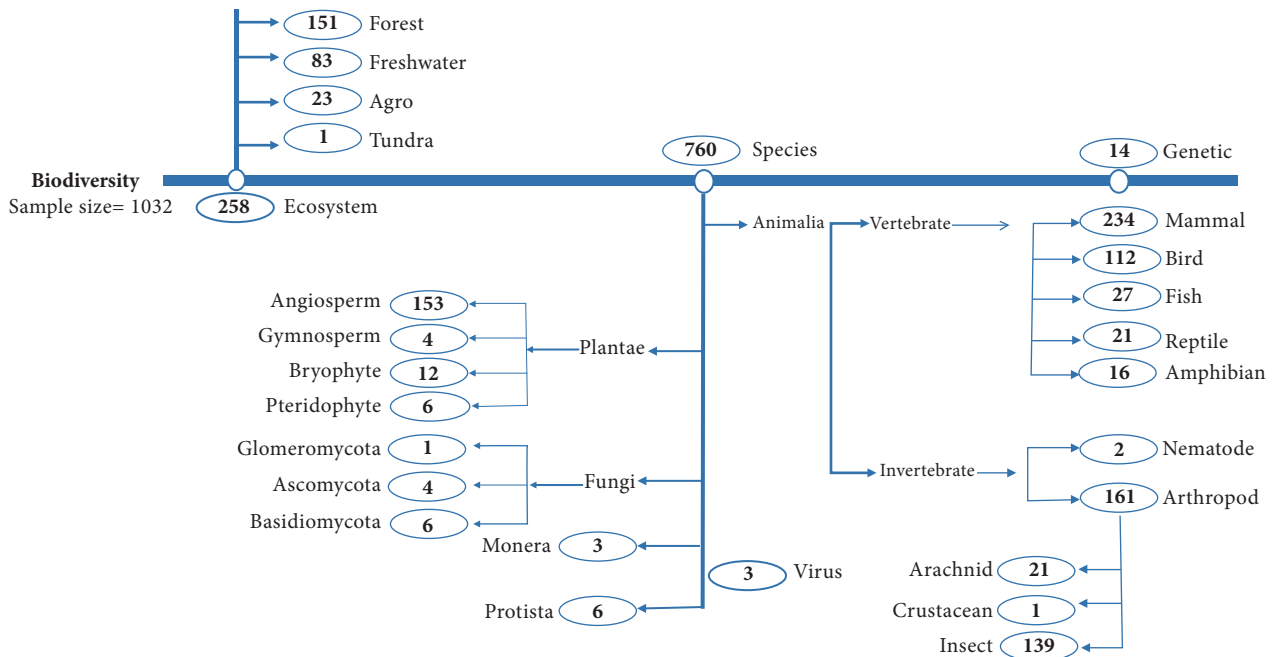 151 Forest
83 Freshwater
23 Agro
1 Tundra
760 Species
14 Genetic
Biodiversity
Sample size= 1032
258 Ecosystem
Animalia
Vertebrate
234 Mammal
112 Bird
27 Fish
21 Reptile
16 Amphibian
Angiosperm 153
Gymnosperm 4
Bryophyte 12
Pteridophyte 6
Plantae
Glomeromycota 1
Ascomycota 4
Basidiomycota 6
Fungi
Invertebrate
2 Nematode
161 Arthropod
Monera 3
3 Virus
Protista 6
Arachnid 21
Crustacean 1
Insect 139